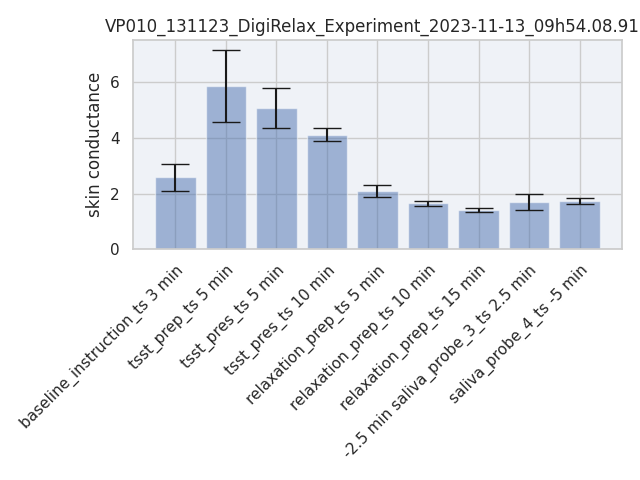 VP010_131123_DigiRelax_Experiment_2023-11-13_09h54.08.91
skin conductance
6
4
2
0
baseline_instruction_ts 3 min
tsst_prep_ts 5 min
tsst_pres_ts 5 min
tsst_pres_ts 10 min
relaxation_prep_ts 5 min
relaxation_prep_ts 10 min
relaxation_prep_ts 15 min
-2.5 min saliva_probe_3_ts 2.5 min
saliva_probe_4_ts -5 min